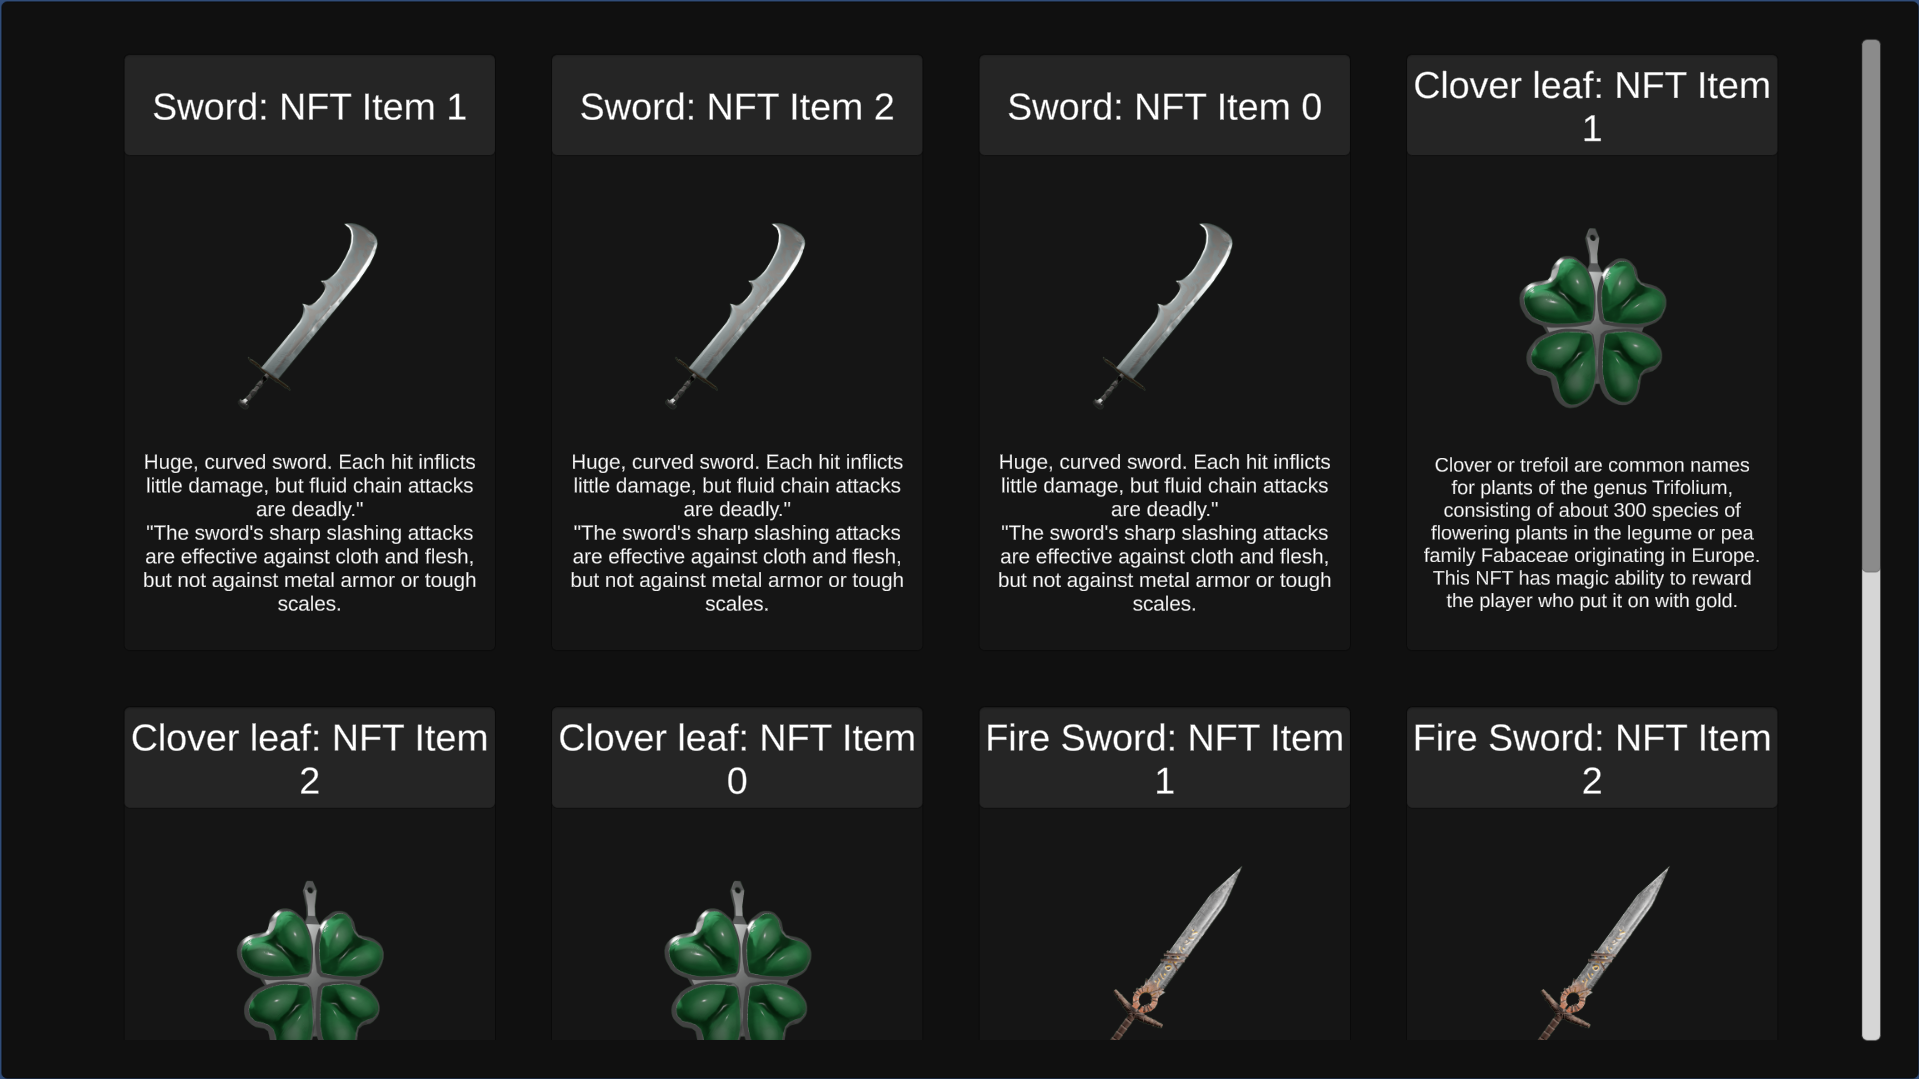 Sword: NFT Item 1
Huge, curved sword. Each hit inflicts
little damage, but fluid chain attacks
are deadly."
"The sword's sharp slashing attacks
are effective against cloth and flesh,
but not against metal armor or tough
scales.
Sword: NFT Item 2
Huge, curved sword. Each hit inflicts
little damage, but fluid chain attacks
are deadly."
"The sword's sharp slashing attacks
are effective against cloth and flesh,
but not against metal armor or tough
scales.
Sword: NFT Item 0
Huge, curved sword. Each hit inflicts
little damage, but fluid chain attacks
are deadly."
"The sword's sharp slashing attacks
are effective against cloth and flesh,
but not against metal armor or tough
scales.
Clover leaf: NFT Item
1
Clover or trefoil are common names
for plants of the genus Trifolium,
consisting of about 300 species of
flowering plants in the legume or pea
family Fabaceae originating in Europe.
This NFT has magic ability to reward
the player who put it on with gold.
Clover leaf: NFT Item
2
Clover leaf: NFT Item
0
Fire Sword: NFT Item
1
Fire Sword: NFT Item
2